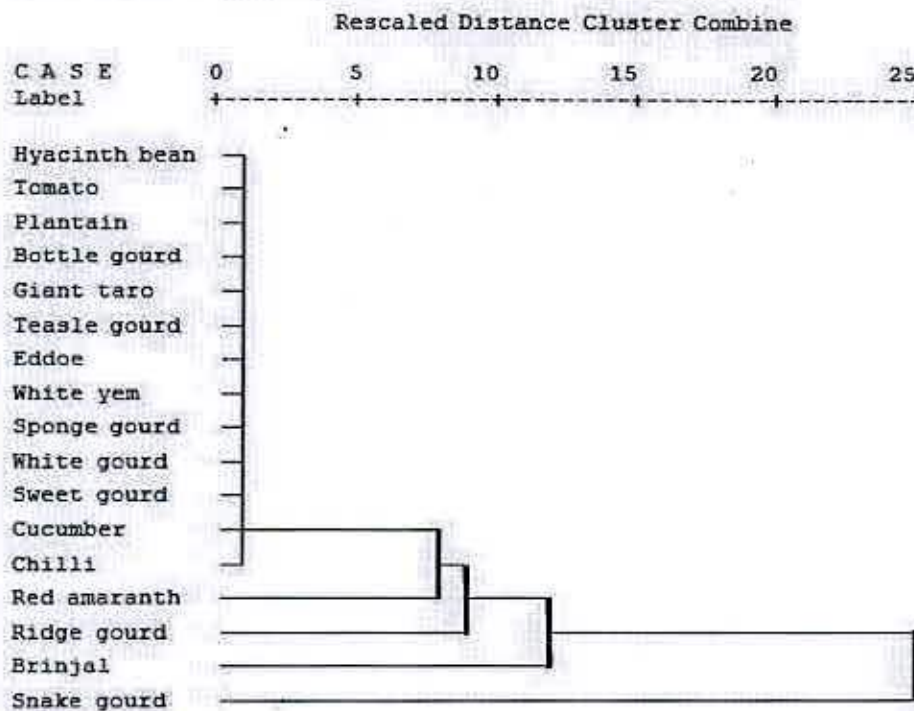 Rescaled Distance Cluster Combine
C A S E 0 5 10 15 20 25
Label
Hyacinth bean
Tomato
Plantain
Bottle gourd
Giant taro
Teasle gourd
Eddoe
White yem
Sponge gourd
White gourd
Sweet gourd
Cucumber
Chilli
Red amaranth
Ridge gourd
Brinjal
Snake gourd